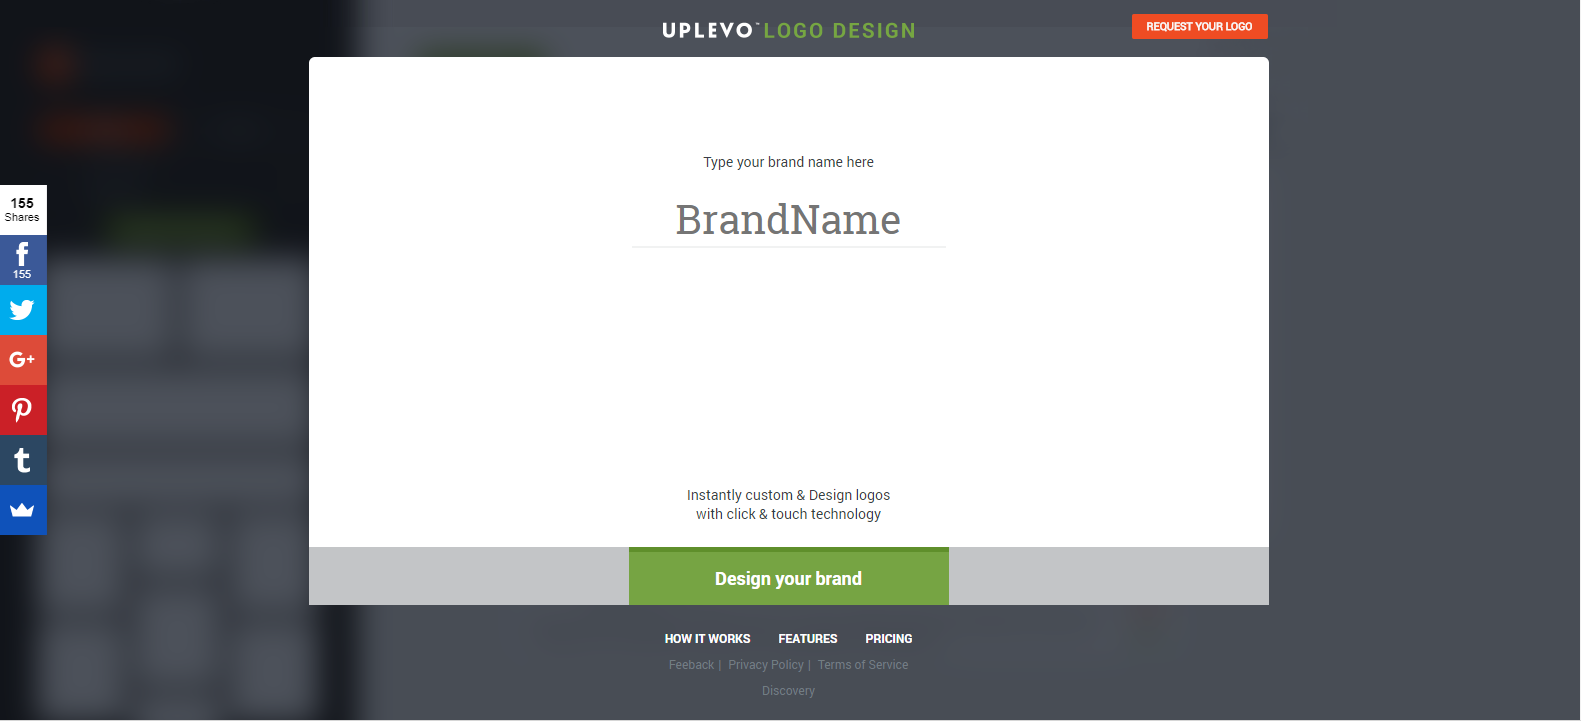 UPLEVO™ LOGO DESIGN
REQUEST YOUR LOGO
Type your brand name here
BrandName
155
Shares
155
G+
Instantly custom & Design logos
with click & touch technology
Design your brand
HOW IT WORKS FEATURES PRICING
Feeback | Privacy Policy | Terms of Service
Discovery